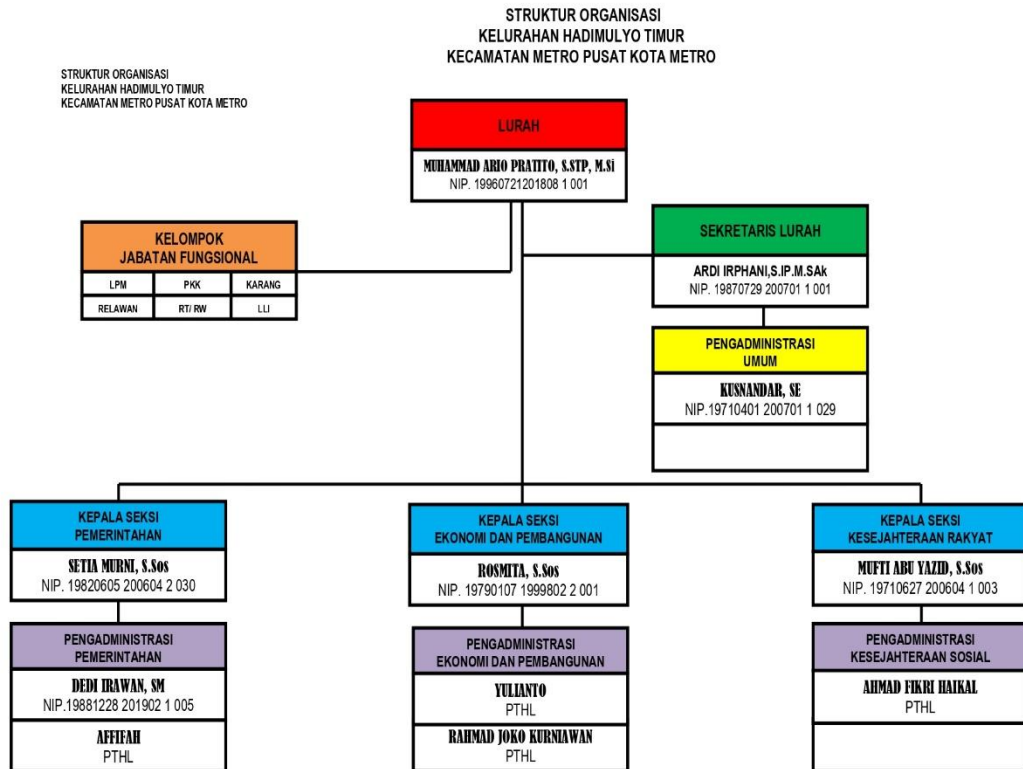 STRUKTUR ORGANISASI
KELURAHAN HADIMULYO TIMUR
KECAMATAN METRO PUSAT KOTA METRO
STRUKTUR ORGANISASI
KELURAHAN HADIMULYO TIMUR
KECAMATAN METRO PUSAT KOTA METRO
LURAH
MUHAMMAD ARIO PRATITO, S.STP, M.Si
NIP. 19960721201808 1 001
KELOMPOK
JABATAN FUNGSIONAL
LPM PKK KARANG
RELAWAN RT/ RW LLI
SEKRETARIS LURAH
ARDI IRPHANI,S.IP.M.SAk
NIP. 19870729 200701 1 001
PENGADMINISTRASI
UMUM
KUSNANDAR, SE
NIP.19710401 200701 1 029
KEPALA SEKSI
PEMERINTAHAN
SETIA MURNI, S.Sos
NIP. 19820605 200604 2 030
PENGADMINISTRASI
PEMERINTAHAN
DEDI IRAWAN, SM
NIP.19881228 201902 1 005
AFFIFAH
PTHL
KEPALA SEKSI
EKONOMI DAN PEMBANGUNAN
ROSMITA, S.Sos
NIP. 19790107 1999802 2 001
PENGADMINISTRASI
EKONOMI DAN PEMBANGUNAN
YULIANTO
PTHL
RAHMAD JOKO KURNIAWAN
PTHL
KEPALA SEKSI
KESEJAHTERAAN RAKYAT
MUFTI ABU YAZID, S.Sos
NIP. 19710627 200604 1 003
PENGADMINISTRASI
KESEJAHTERAAN SOSIAL
AHMAD FIKRI HAIKAL
PTHL